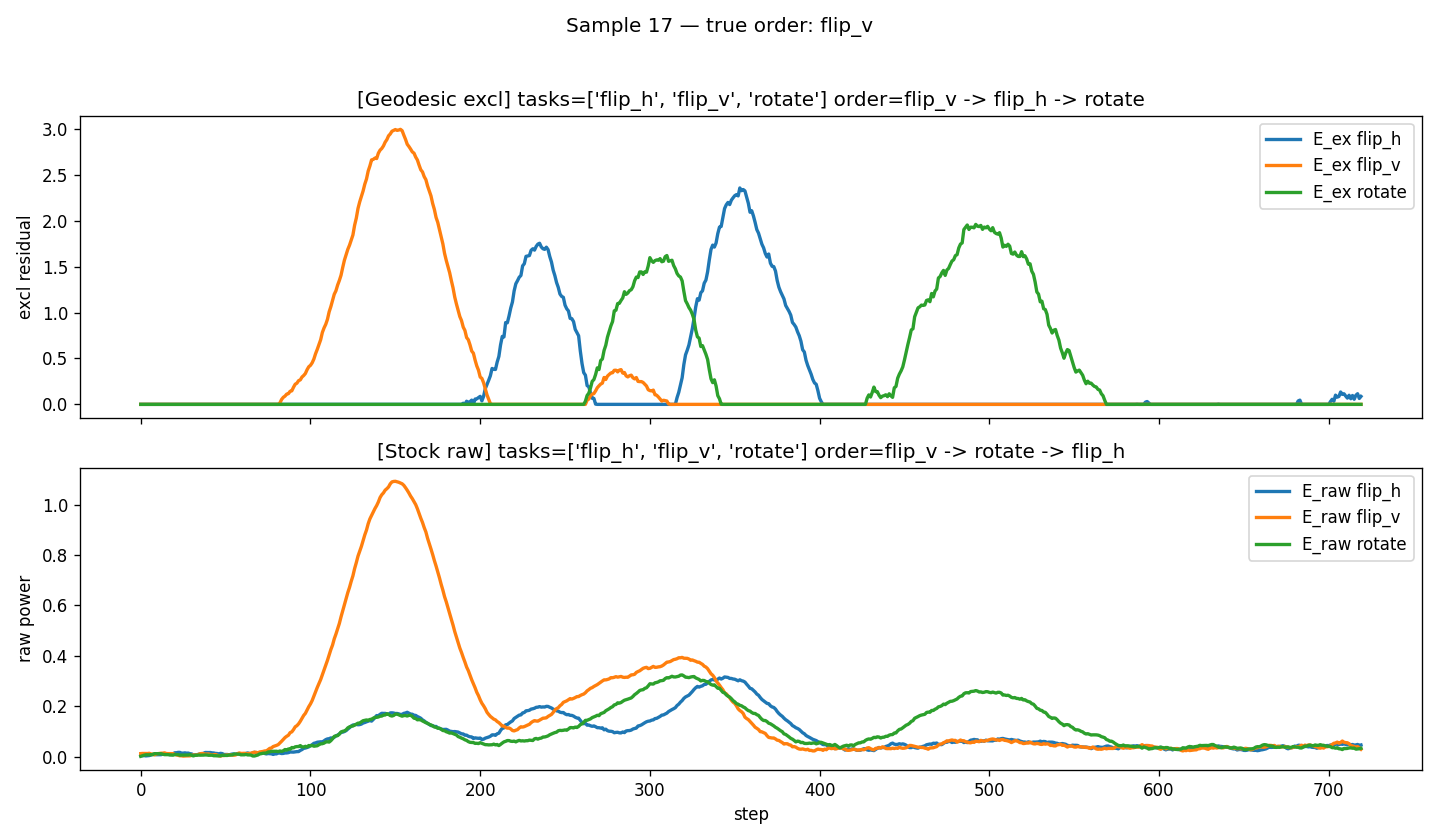 Sample 17 — true order: flip_v
[Geodesic excl] tasks=['flip_h', 'flip_v', 'rotate'] order=flip_v -> flip_h -> rotate
3.0
2.5
2.0
1.5
1.0
0.5
0.0
excl residual
E_ex flip_h
E_ex flip_v
E_ex rotate
[Stock raw] tasks=['flip_h', 'flip_v', 'rotate'] order=flip_v -> rotate -> flip_h
1.0
0.8
0.6
0.4
0.2
0.0
raw power
E_raw flip_h
E_raw flip_v
E_raw rotate
0 100 200 300 400 500 600 700
step